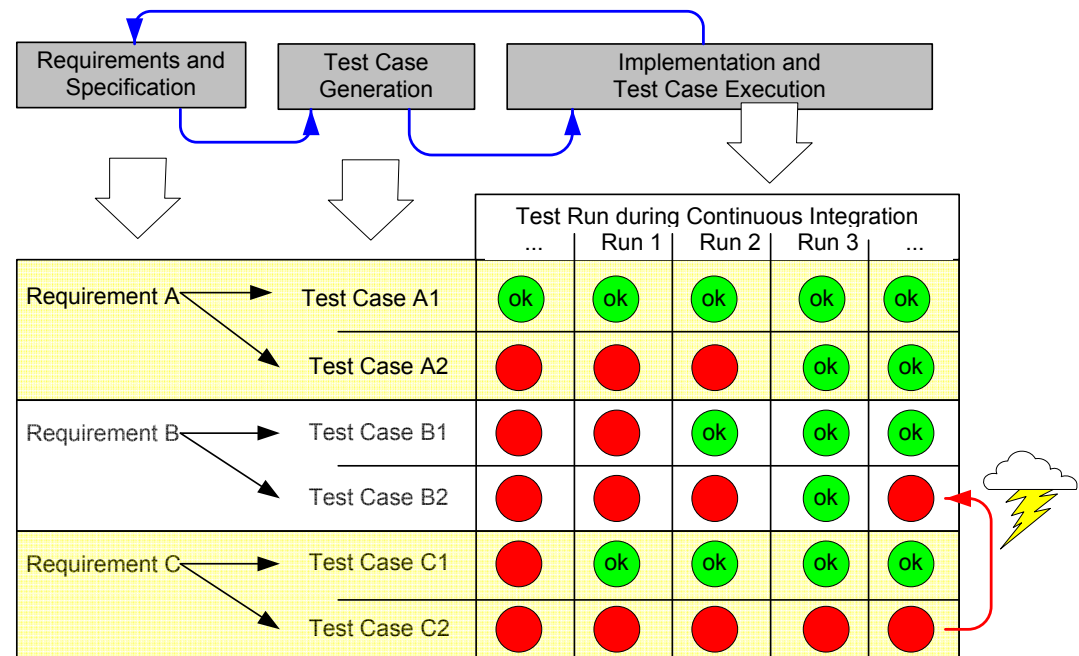 Requirements and
Specification
Test Case
Generation
Implementation and
Test Case Execution
Test Run during Continuous Integration
... Run 1 Run 2 Run 3 ...
Requirement A Test Case A1 ok ok ok ok ok
Test Case A2 ok ok
Requirement B Test Case B1 ok ok ok
Test Case B2 ok
Requirement C Test Case C1 ok ok ok ok
Test Case C2